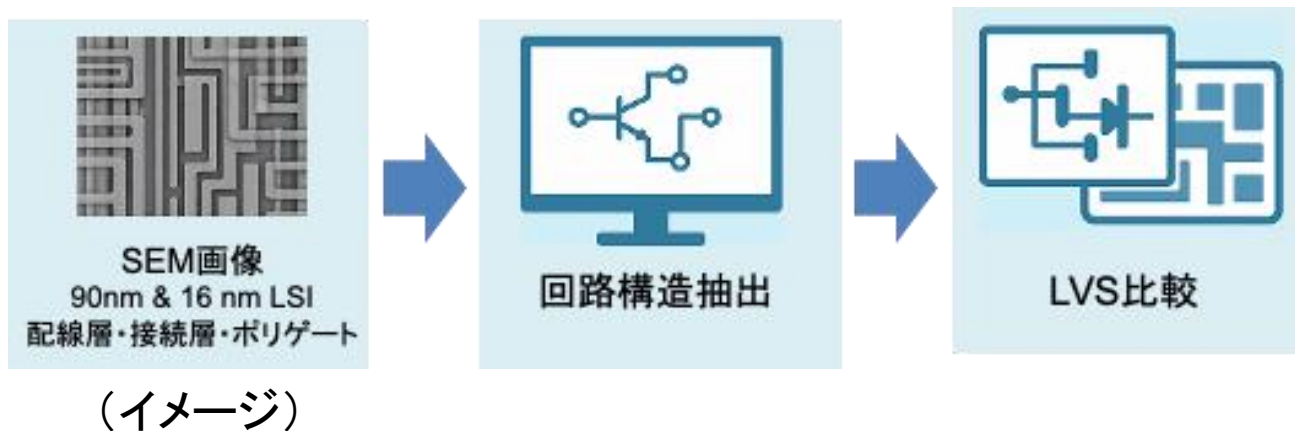 SEM画像
90nm & 16 nm LSI
配線層・接続層・ポリゲート
(イメージ)
回路構造抽出
LVS比較